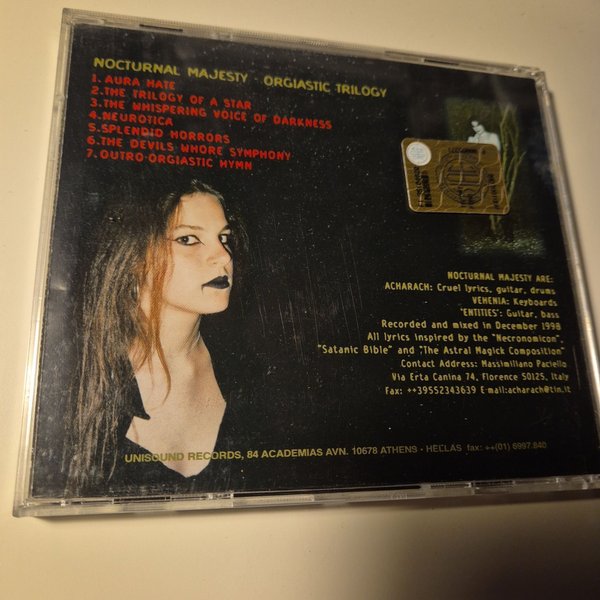 NOCTURNAL MAJESTY - ORGIASTIC TRILOGY
1. AURA HATE
2.THE TRILOGY OF A STAR
3.THE WHISPERING VOICE OF DARKNESS
4.NEUROTICA
5.SPLENDID HORRORS
6.THE DEVILS WHORE SYMPHONY
7. OUTRO-ORGIASTIC HYMN
NOCTURNAL MAJESTY ARE:
ACHARACH: Cruel lyrics, guitar, drums
VEHENIA: Keyboards
'ENTITIES': Guitar, bass
Recorded and mixed in December 1998
All lyrics inspired by the "Necronomicon",
"Satanic Bible" and "The Astral Magick Composition"
Contact Address: Massimiliano Paciello
Via Erta Canina 74, Florence 50125, Italy
Fax: ++39552343639 E-mail:acharach@tin.it
UNISOUND RECORDS, 84 ACADEMIAS AVN. 10678 ATHENS - HELLAS fax: ++(01) 6997.840